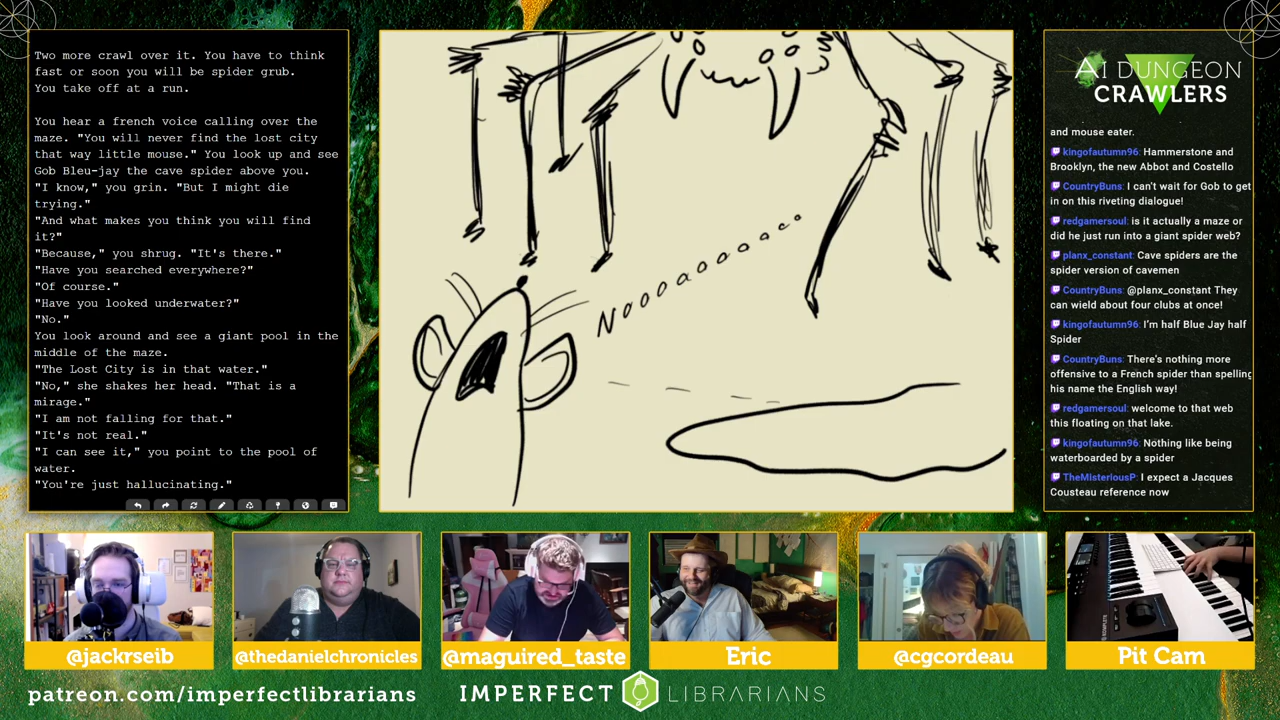 Two more crawl over it. You have to think
fast or soon you will be spider grub.
You take off at a run.
You hear a french voice calling over the
maze. "You will never find the lost city
that way little mouse." You look up and see
Gob Bleu-jay the cave spider above you.
"I know," you grin. "But I might die
trying."
"And what makes you think you will find
it?"
"Because," you shrug. "It's there."
"Have you searched everywhere?"
"Of course."
"Have you looked underwater?"
"No."
You look around and see a giant pool in the
middle of the maze.
"The Lost City is in that water."
"No," she shakes her head. "That is a
mirage."
"I am not falling for that."
"It's not real."
"I can see it," you point to the pool of
water.
"You're just hallucinating."
Noooooooooocc
AI DUNGEON
CRAWLERS
and mouse eater.
kingofautumn96: Hammerstone and
Brooklyn, the new Abbot and Costello
CountryBuns: I can't wait for Gob to get
in on this riveting dialogue!
redgamersoul: is it actually a maze or
did he just run into a giant spider web?
planx_constant: Cave spiders are the
spider version of cavemen
CountryBuns: @planx_constant They
can wield about four clubs at once!
kingofautumn96: I'm half Blue Jay half
Spider
CountryBuns: There's nothing more
offensive to a French spider than spelling
his name the English way!
redgamersoul: welcome to that web
this floating on that lake.
kingofautumn96: Nothing like being
waterboarded by a spider
TheMisteriousP: I expect a Jacques
Cousteau reference now
@jackrseib
@thedanielchronicles
@maguired_taste
Eric
@cgcordeau
Pit Cam
patreon.com/imperfectlibrarians
IMPERFECT LIBRARIANS